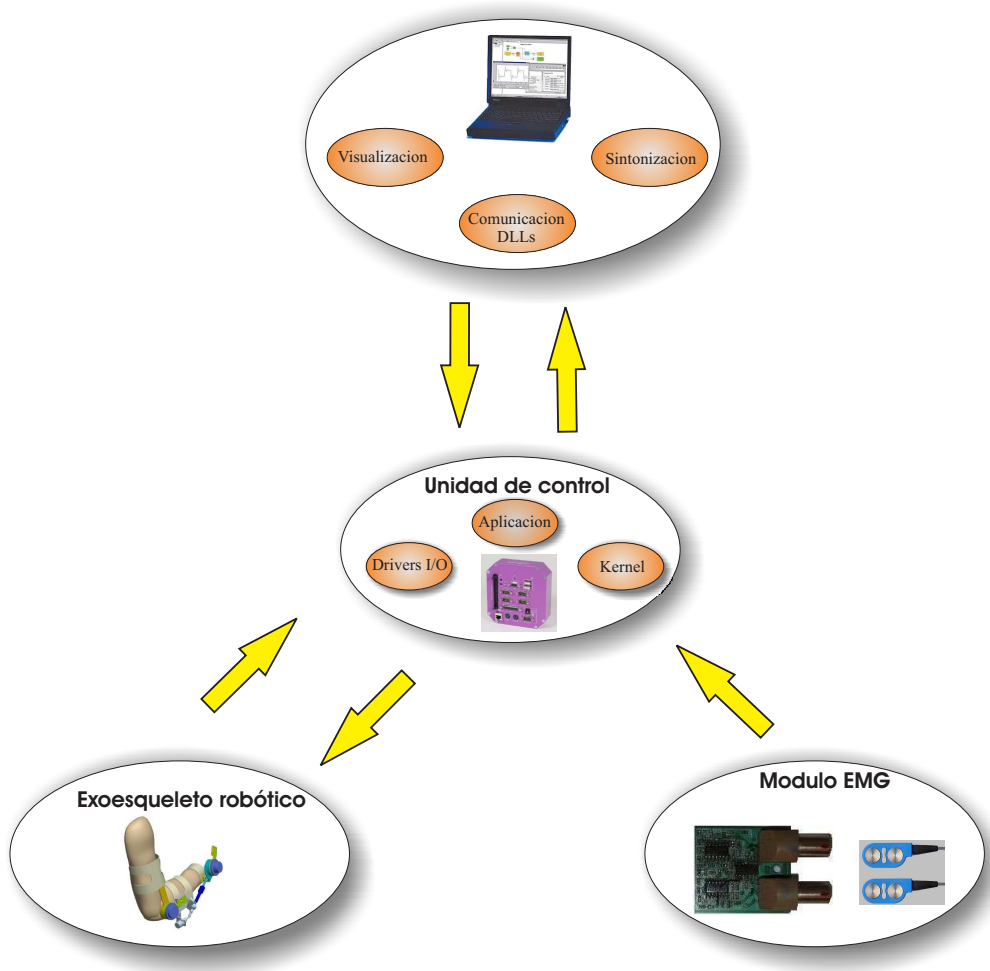 Visualizacion
Sintonizacion
Comunicacion
DLLs
Unidad de control
Aplicacion
Drivers I/O
Kernel
Exoesqueleto robótico
Modulo EMG